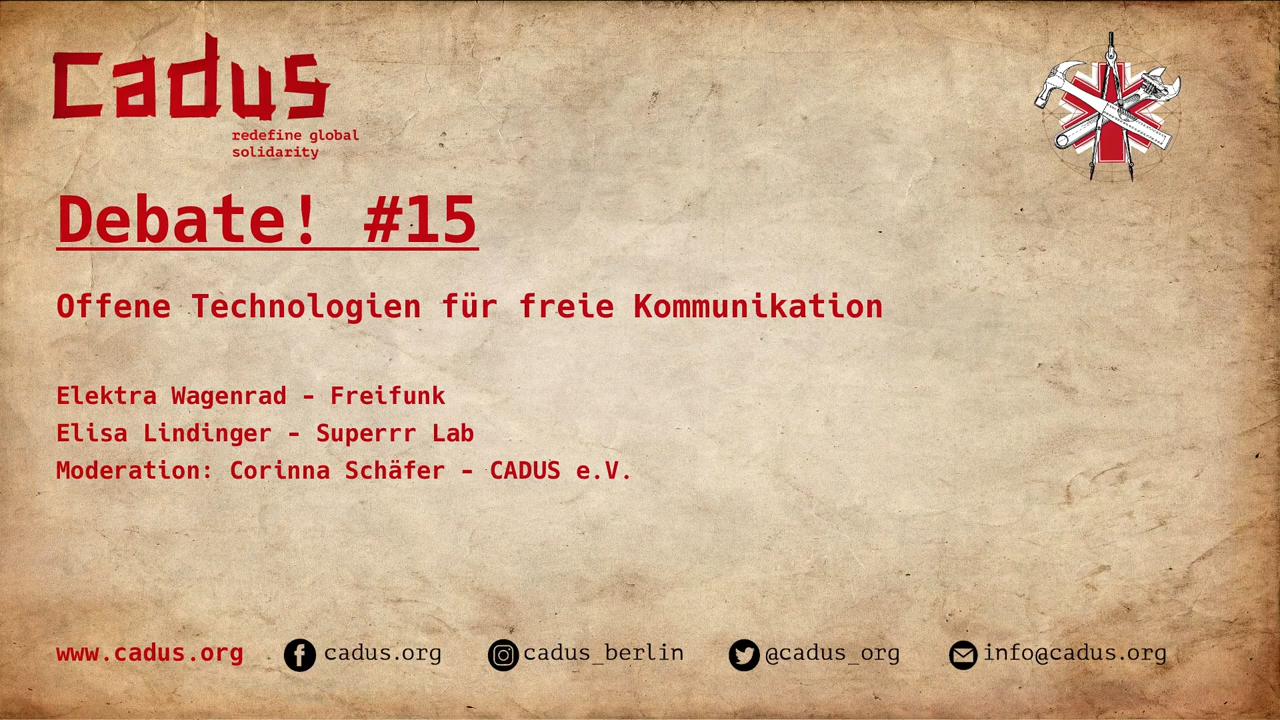 cadus
redefine global
solidarity
Debate! #15
Offene Technologien für freie Kommunikation
Elektra Wagenrad - Freifunk
Elisa Lindinger - Superrr Lab
Moderation: Corinna Schäfer - CADUS e.V.
www.cadus.org cadus.org cadus_berlin @cadus_org info@cadus.org